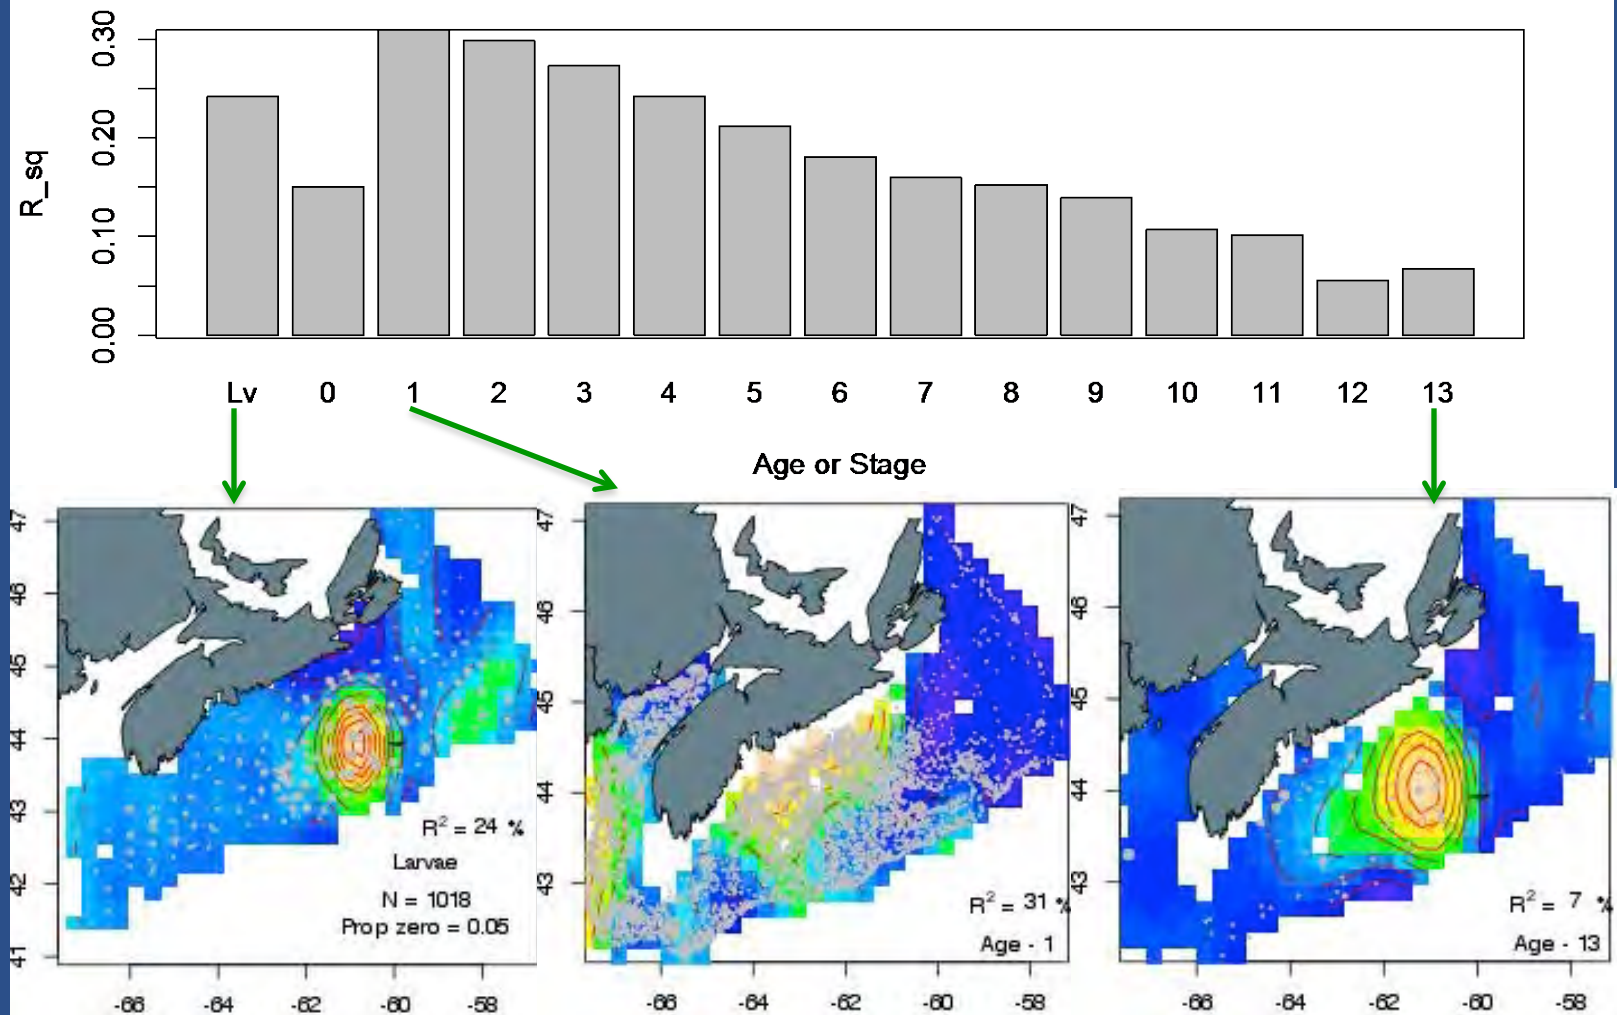 R_sq
0.30
0.20
0.10
0.00
Lv 0 1 2 3 4 5 6 7 8 9 10 11 12 13
Age or Stage
47
46
45
44
43
42
41
R² = 24 %
Larvae
N = 1018
Prop zero = 0.05
-66 -64 -62 -60 -58
47
46
45
44
43
R² = 31 %
Age - 1
-66 -64 -62 -60 -58
47
46
45
44
43
R² = 7 %
Age - 13
-66 -64 -62 -60 -58